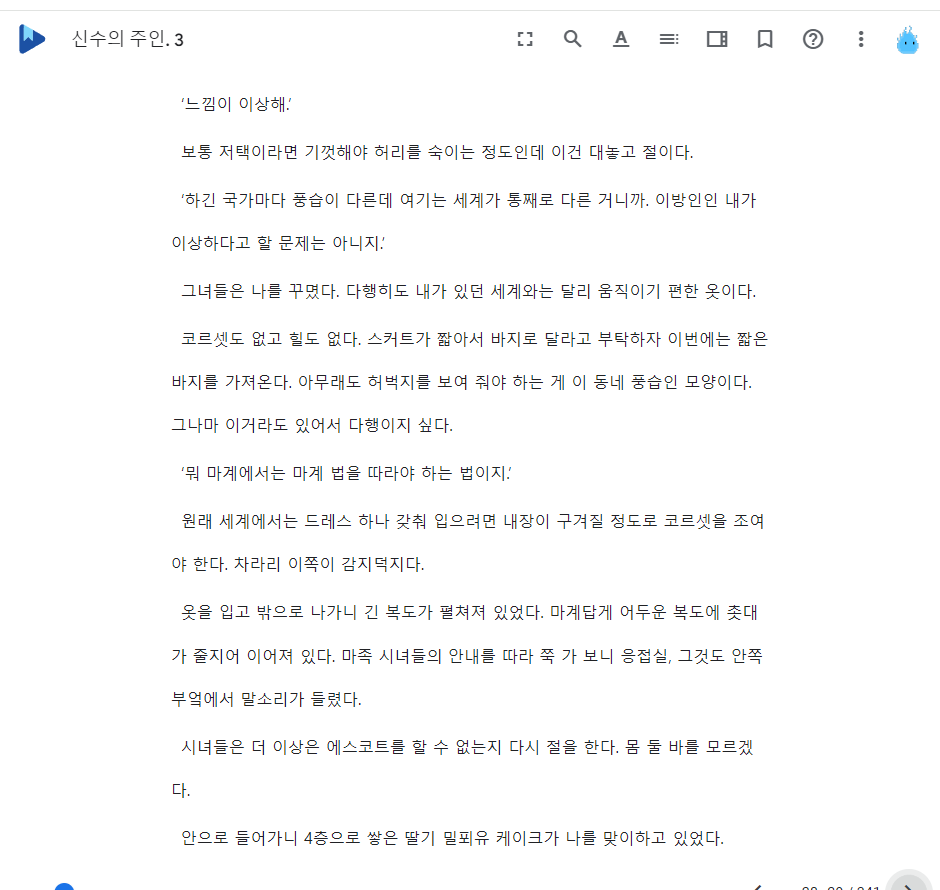 신수의 주인. 3
‘느낌이 이상해.’
보통 저택이라면 기껏해야 허리를 숙이는 정도인데 이건 대놓고 절이다.
‘하긴 국가마다 풍습이 다른데 여기는 세계가 통째로 다른 거니까. 이방인인 내가
이상하다고 할 문제는 아니지.’
그녀들은 나를 꾸몄다. 다행히도 내가 있던 세계와는 달리 움직이기 편한 옷이다.
코르셋도 없고 힐도 없다. 스커트가 짧아서 바지로 달라고 부탁하자 이번에는 짧은
바지를 가져온다. 아무래도 허벅지를 보여 줘야 하는 게 이 동네 풍습인 모양이다.
그나마 이거라도 있어서 다행이지 싶다.
‘뭐 마계에서는 마계 법을 따라야 하는 법이지.’
원래 세계에서는 드레스 하나 갖춰 입으려면 내장이 구겨질 정도로 코르셋을 조여
야 한다. 차라리 이쪽이 감지덕지다.
옷을 입고 밖으로 나가니 긴 복도가 펼쳐져 있었다. 마계답게 어두운 복도에 촛대
가 줄지어 이어져 있다. 마족 시녀들의 안내를 따라 쭉 가 보니 응접실, 그것도 안쪽
부엌에서 말소리가 들렸다.
시녀들은 더 이상은 에스코트를 할 수 없는지 다시 절을 한다. 몸 둘 바를 모르겠
다.
안으로 들어가니 4층으로 쌓은 딸기 밀푀유 케이크가 나를 맞이하고 있었다.